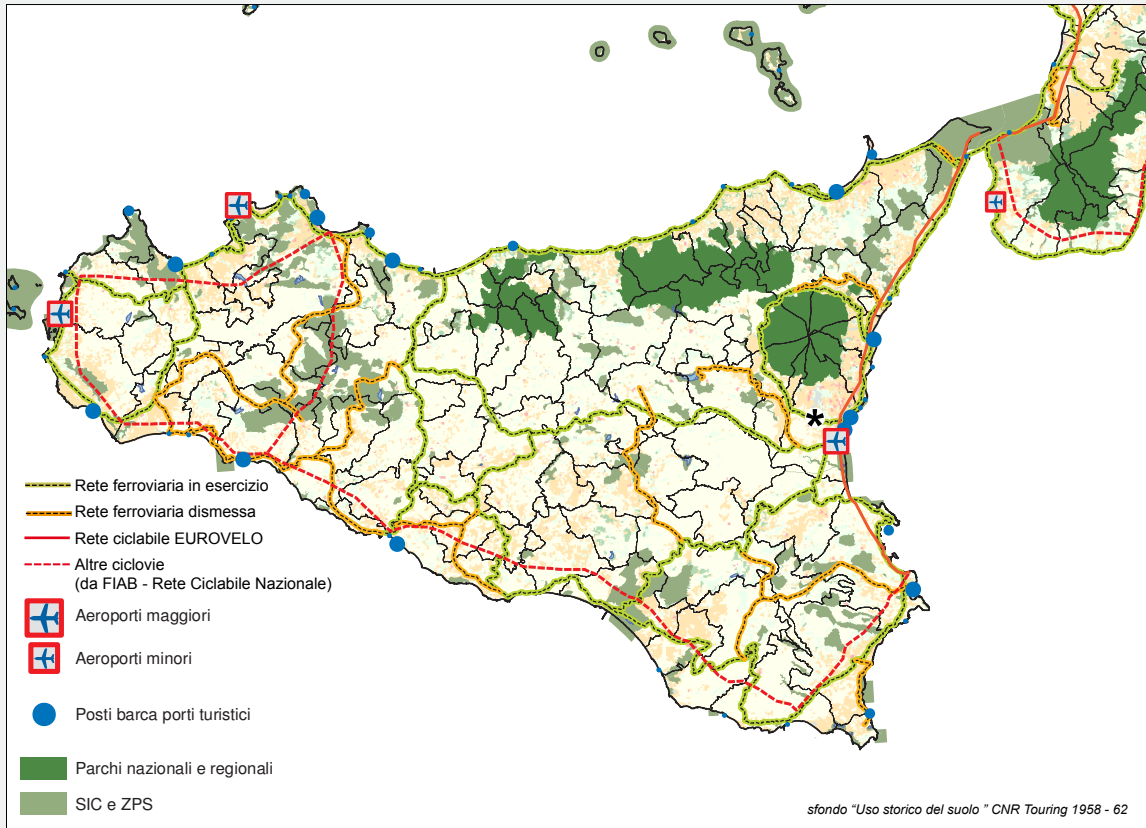 *
Rete ferroviaria in esercizio
Rete ferroviaria dismessa
Rete ciclabile EUROVELO
Altre ciclovie
(da FIAB - Rete Ciclabile Nazionale)
Aeroporti maggiori
Aeroporti minori
Posti barca porti turistici
Parchi nazionali e regionali
SIC e ZPS
sfondo “Uso storico del suolo ” CNR Touring 1958 - 62